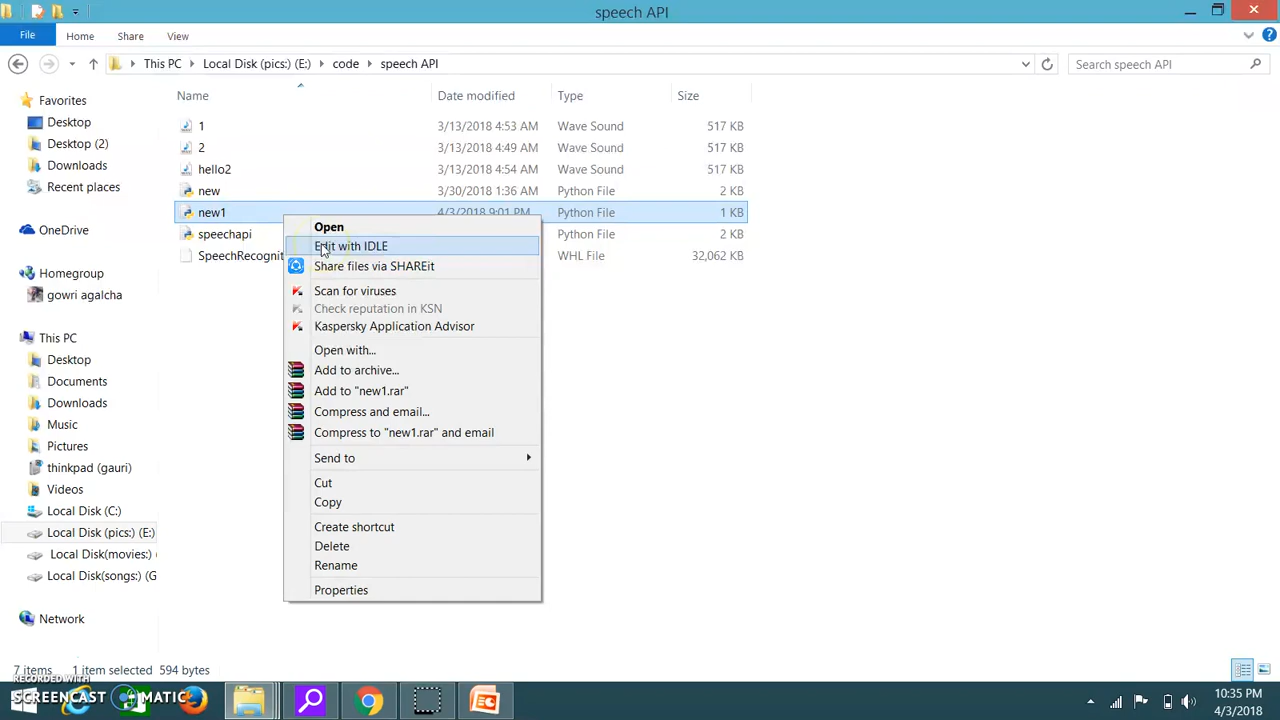 speech API
File Home Share View
This PC Local Disk (pics:) (E:) code speech API
Search speech API
Name Date modified Type Size
Favorites
Desktop
Desktop (2)
Downloads
Recent places
OneDrive
Homegroup
gowri agalcha
This PC
Desktop
Documents
Downloads
Music
Pictures
thinkpad (gauri)
Videos
Local Disk (C:)
Local Disk (pics:) (E:)
Local Disk(movies:) (
Local Disk(songs:) (G
Network
1 3/13/2018 4:53 AM Wave Sound 517 KB
2 3/13/2018 4:49 AM Wave Sound 517 KB
hello2 3/13/2018 4:54 AM Wave Sound 517 KB
new 3/30/2018 1:36 AM Python File 2 KB
new1 4/3/2018 9:01 PM Python File 1 KB
speechapi Python File 2 KB
SpeechRecognit WHL File 32,062 KB
Open
Edit with IDLE
Share files via SHAREit
Scan for viruses
Check reputation in KSN
Kaspersky Application Advisor
Open with...
Add to archive...
Add to "new1.rar"
Compress and email...
Compress to "new1.rar" and email
Send to
Cut
Copy
Create shortcut
Delete
Rename
Properties
7 items 1 item selected 594 bytes
RECORDED WITH
SCREENCAST MATIC
10:35 PM
4/3/2018